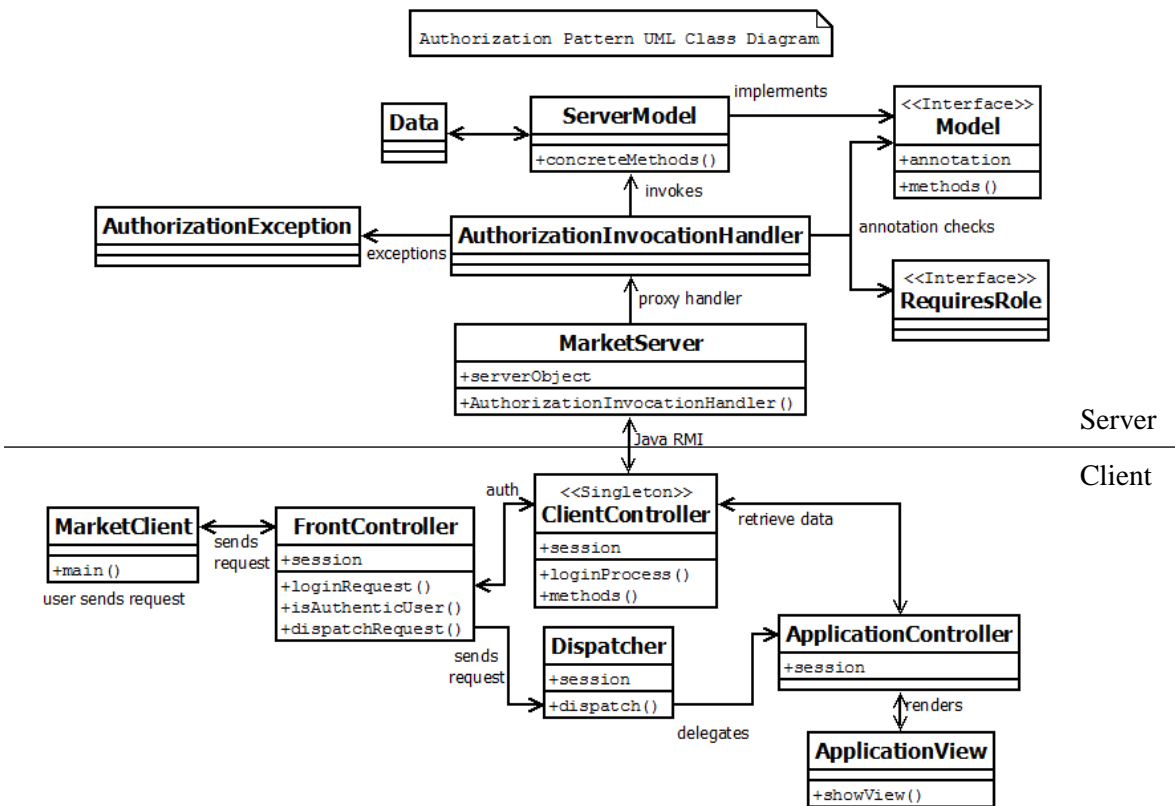 Authorization Pattern UML Class Diagram
implements
Data
ServerModel
+concreteMethods()
<<Interface>>
Model
+annotation
+methods()
invokes
AuthorizationException
exceptions
AuthorizationInvocationHandler
annotation checks
<<Interface>>
RequiresRole
proxy handler
MarketServer
+serverObject
+AuthorizationInvocationHandler()
Server
Java RMI
Client
MarketClient
+main()
user sends request
sends
request
FrontController
+session
+loginRequest()
+isAuthenticUser()
+dispatchRequest()
auth
<<Singleton>>
ClientController
+session
+loginProcess()
+methods()
retrieve data
sends
request
Dispatcher
+session
+dispatch()
delegates
ApplicationController
+session
renders
ApplicationView
+showView()